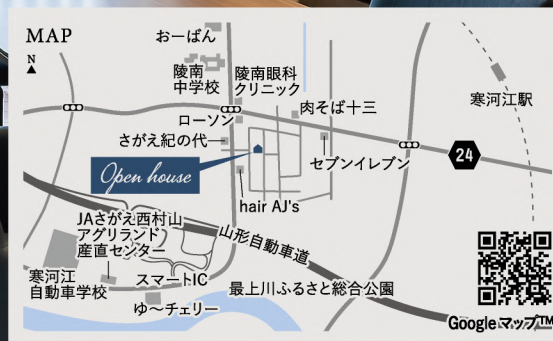 MAP
N
おーばん
陵南
中学校
陵南眼科
クリニック
寒河江駅
ローソン
肉そば十三
さがえ紀の代
セブンイレブン
24
Open house
hair AJ's
JAさがえ西村山
アグリランド
産直センター
山形自動車道
寒河江
自動車学校
スマートIC
最上川ふるさと総合公園
ゆ〜チェリー
Googleマップ™